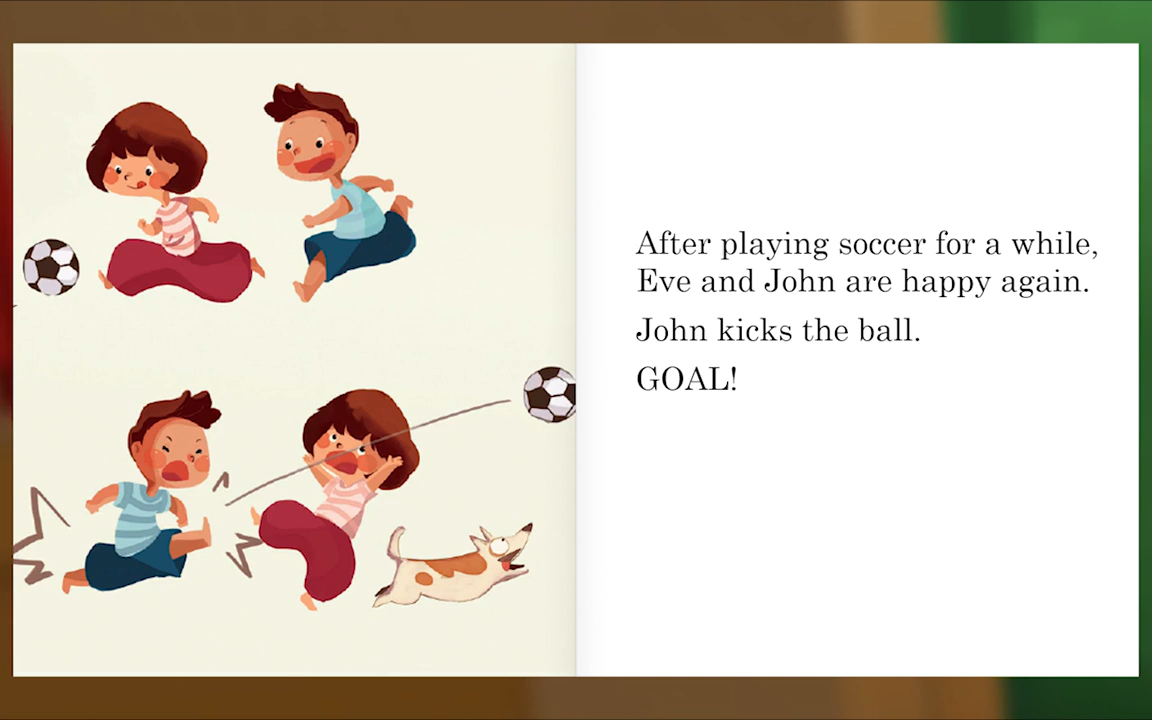 After playing soccer for a while,
Eve and John are happy again.
John kicks the ball.
GOAL!